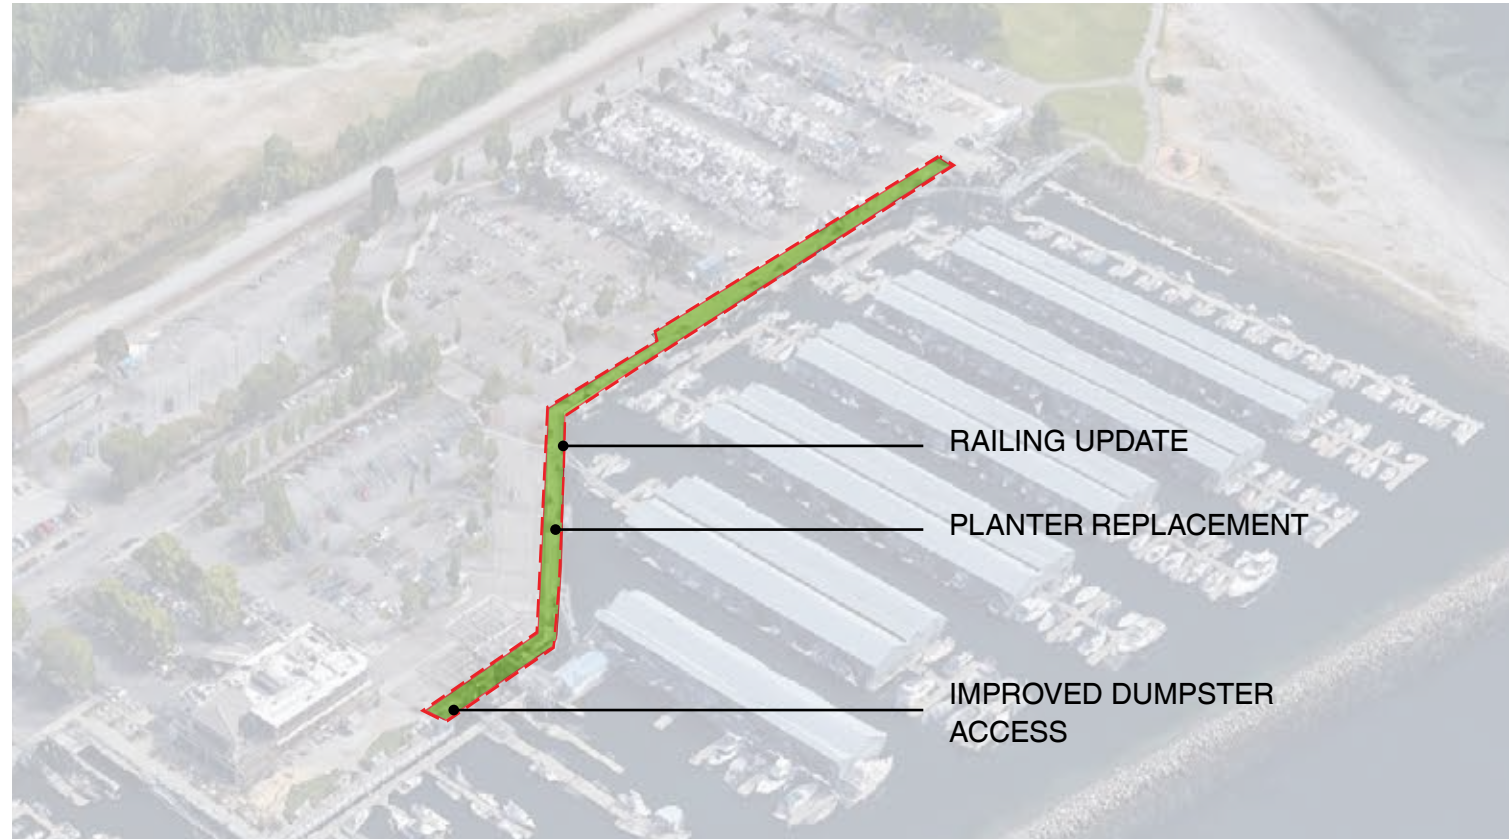 RAILING UPDATE
PLANTER REPLACEMENT
IMPROVED DUMPSTER
ACCESS